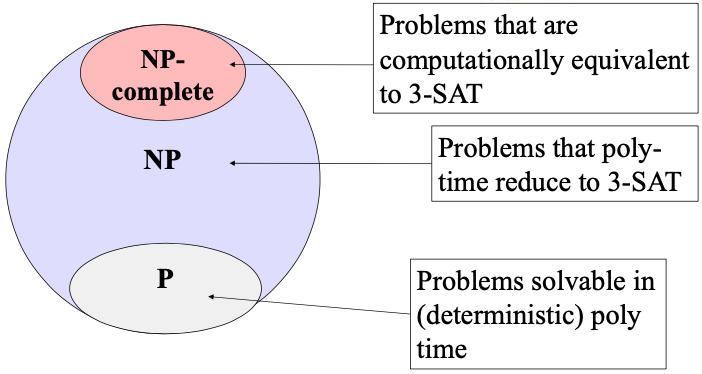 NP-
complete
Problems that are
computationally equivalent
to 3-SAT
NP
Problems that poly-
time reduce to 3-SAT
P
Problems solvable in
(deterministic) poly
time